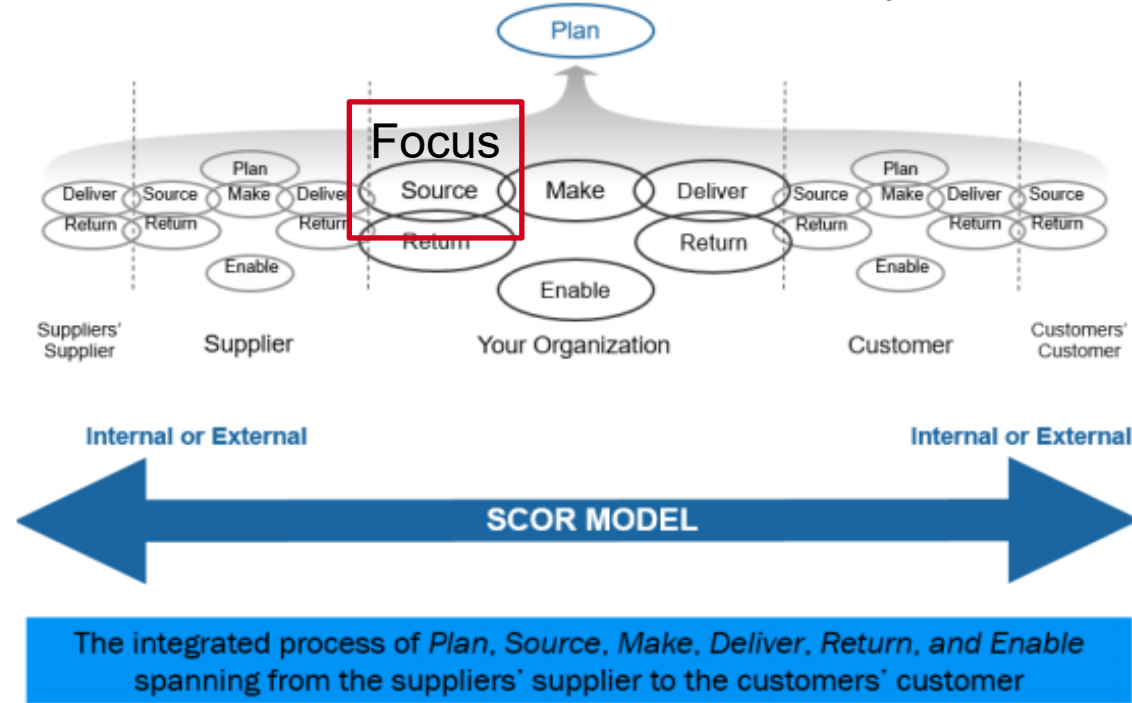 Plan
Focus
Plan
Plan
Deliver
Source
Make
Deliver
Source
Make
Deliver
Source
Make
Deliver
Source
Return
Return
Return
Return
Return
Return
Return
Return
Enable
Enable
Enable
Suppliers'
Supplier
Supplier
Your Organization
Customer
Customers'
Customer
Internal or External
Internal or External
SCOR MODEL
The integrated process of Plan, Source, Make, Deliver, Return, and Enable
spanning from the suppliers' supplier to the customers' customer